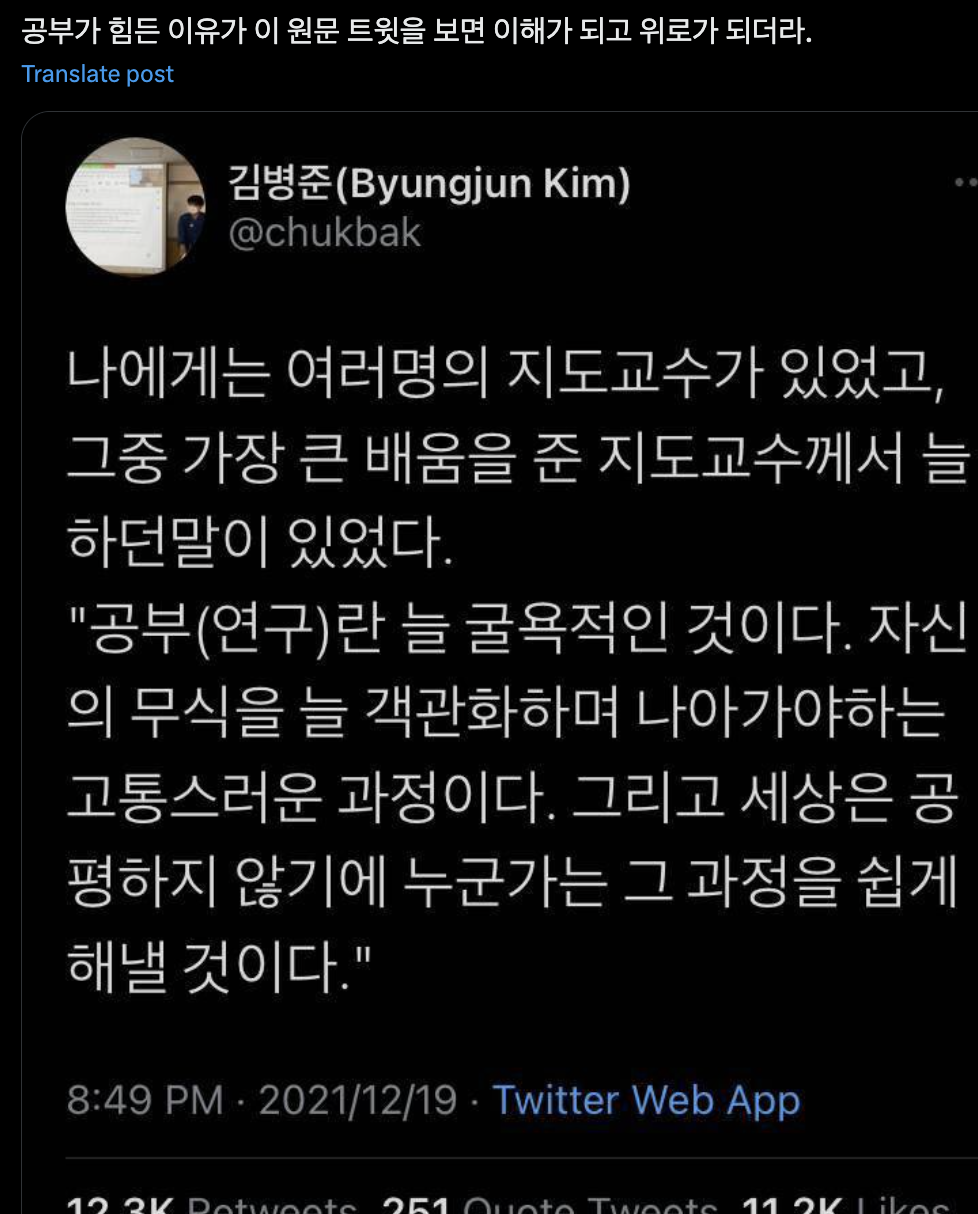 공부가 힘든 이유가 이 원문 트윗을 보면 이해가 되고 위로가 되더라.
Translate post
김병준(Byungjun Kim)
@chukbak
나에게는 여러명의 지도교수가 있었고,
그중 가장 큰 배움을 준 지도교수께서 늘
하던말이 있었다.
"공부(연구)란 늘 굴욕적인 것이다. 자신
의 무식을 늘 객관화하며 나아가야하는
고통스러운 과정이다. 그리고 세상은 공
평하지 않기에 누군가는 그 과정을 쉽게
해낼 것이다."
8:49 PM · 2021/12/19 · Twitter Web App
12.3K Retweets 251 Quote Tweets 11.2K Likes